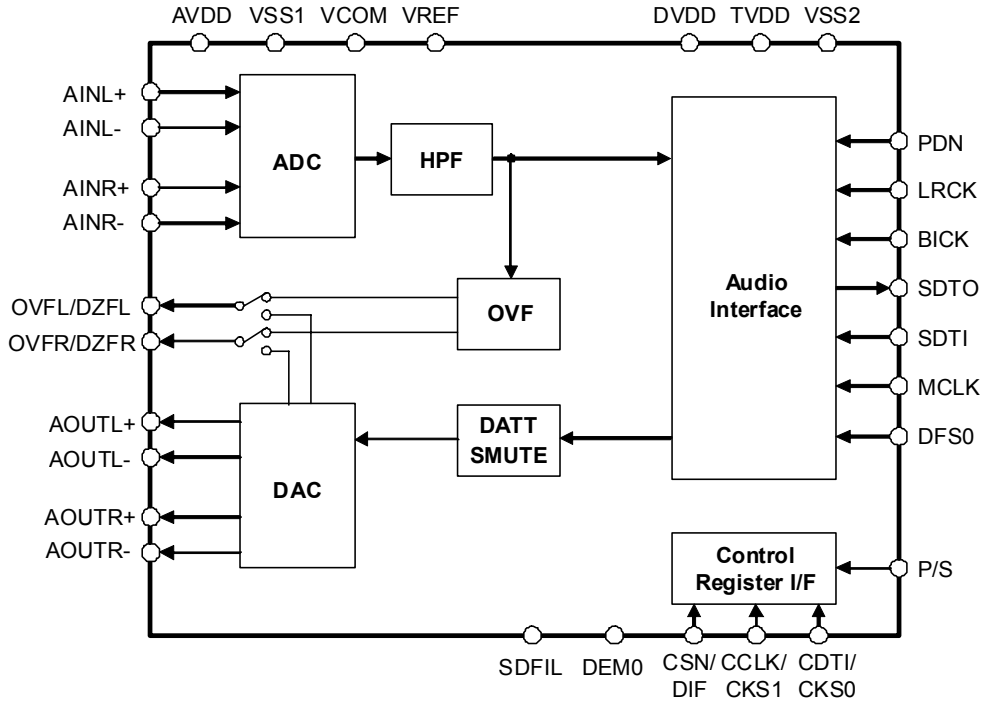 AVDD VSS1 VCOM VREF DVDD TVDD VSS2
AINL+
AINL-
AINR+
AINR-
ADC
HPF
PDN
LRCK
BICK
SDTO
SDTI
MCLK
DFS0
Audio
Interface
OVFL/DZFL
OVFR/DZFR
OVF
AOUTL+
AOUTL-
AOUTR+
AOUTR-
DAC
DATT
SMUTE
Control
Register I/F
P/S
SDFIL DEM0
CSN/
DIF
CCLK/
CKS1
CDTI/
CKS0